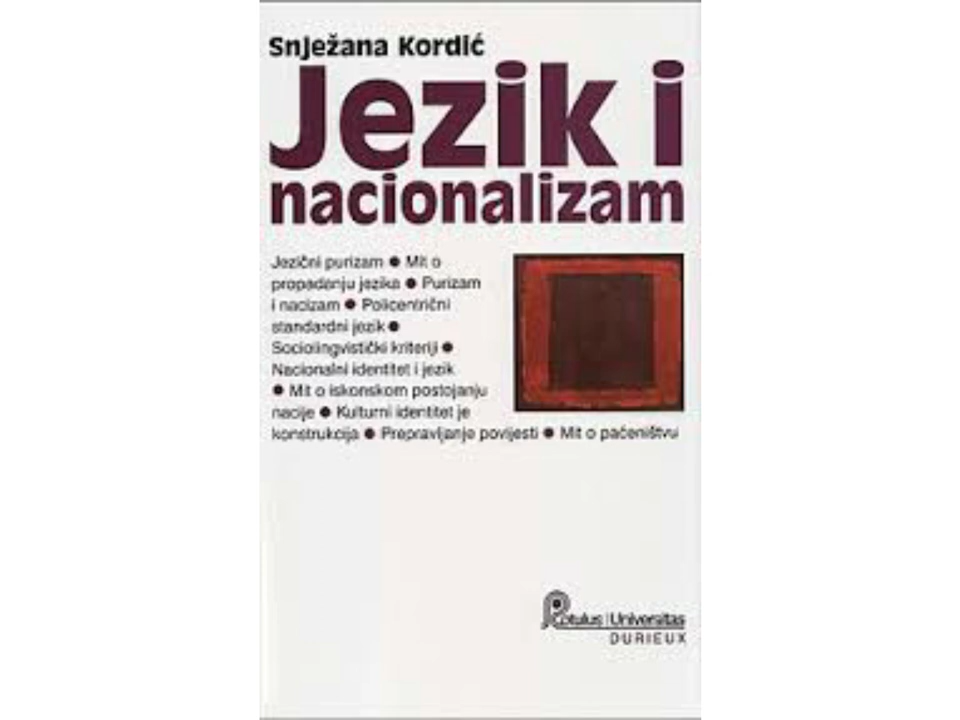 Snježana Kordić
Jezik i
nacionalizam
Jezični purizam ● Mit o
propadanju jezika ● Purizam
i nacizam ● Policentrični
standardni jezik ●
Sociolingvistički kriteriji ●
Nacionalni identitet i jezik
● Mit o iskonskom postojanju
nacije ● Kulturni identitet je
konstrukcija ● Prepravljanje povijesti ● Mit o paćeništvu
Rotulus | Universitas
DURIEUX